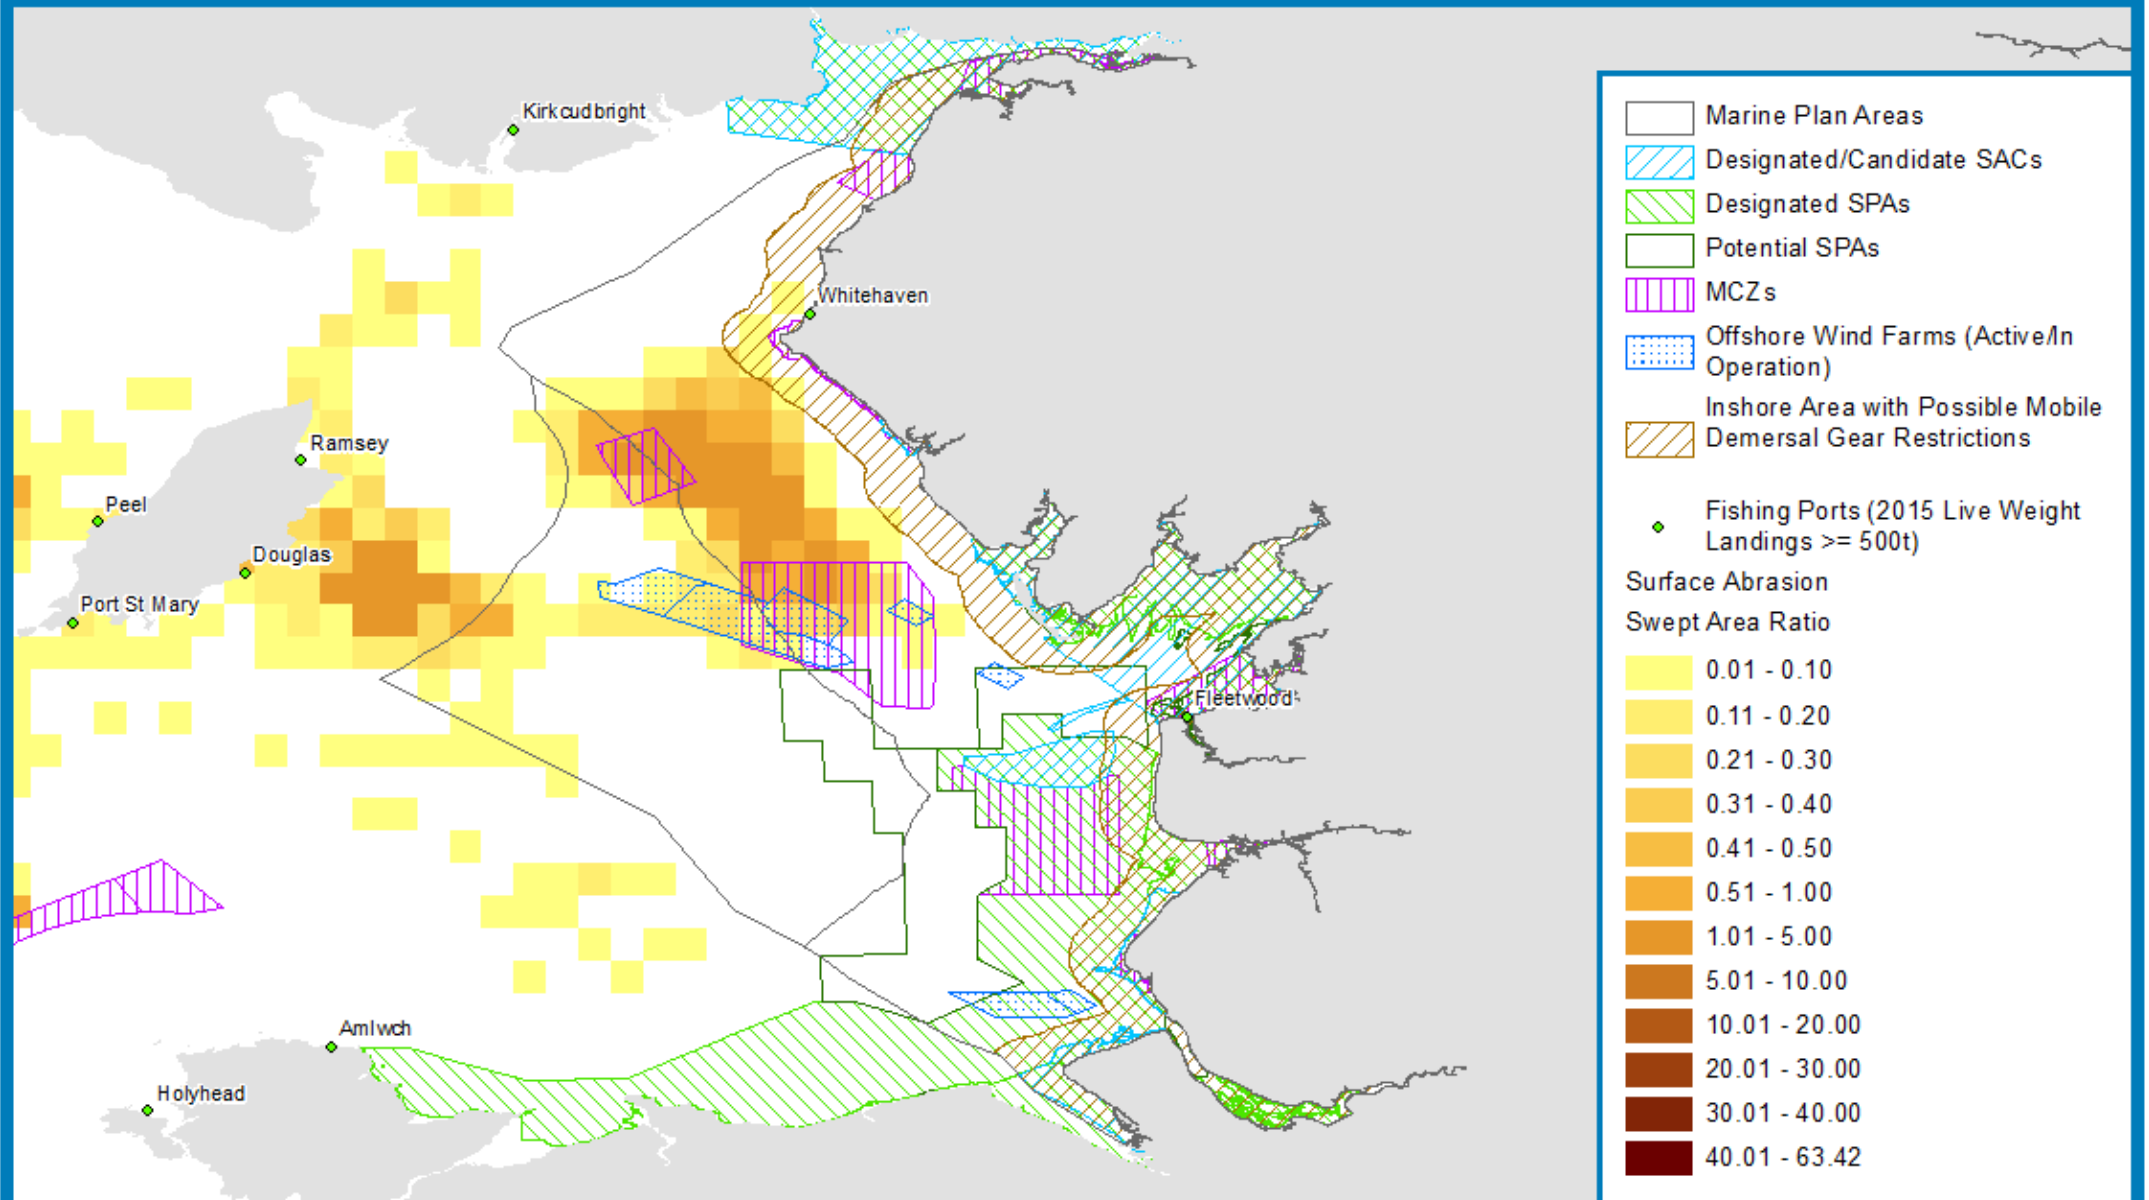 Kirkcudbright
Whitehaven
Ramsey
Peel
Douglas
Port St Mary
Fleetwood
Amlwch
Holyhead
Marine Plan Areas
Designated/Candidate SACs
Designated SPAs
Potential SPAs
MCZs
Offshore Wind Farms (Active/In
Operation)
Inshore Area with Possible Mobile
Demersal Gear Restrictions
Fishing Ports (2015 Live Weight
Landings >= 500t)
Surface Abrasion
Swept Area Ratio
0.01 - 0.10
0.11 - 0.20
0.21 - 0.30
0.31 - 0.40
0.41 - 0.50
0.51 - 1.00
1.01 - 5.00
5.01 - 10.00
10.01 - 20.00
20.01 - 30.00
30.01 - 40.00
40.01 - 63.42